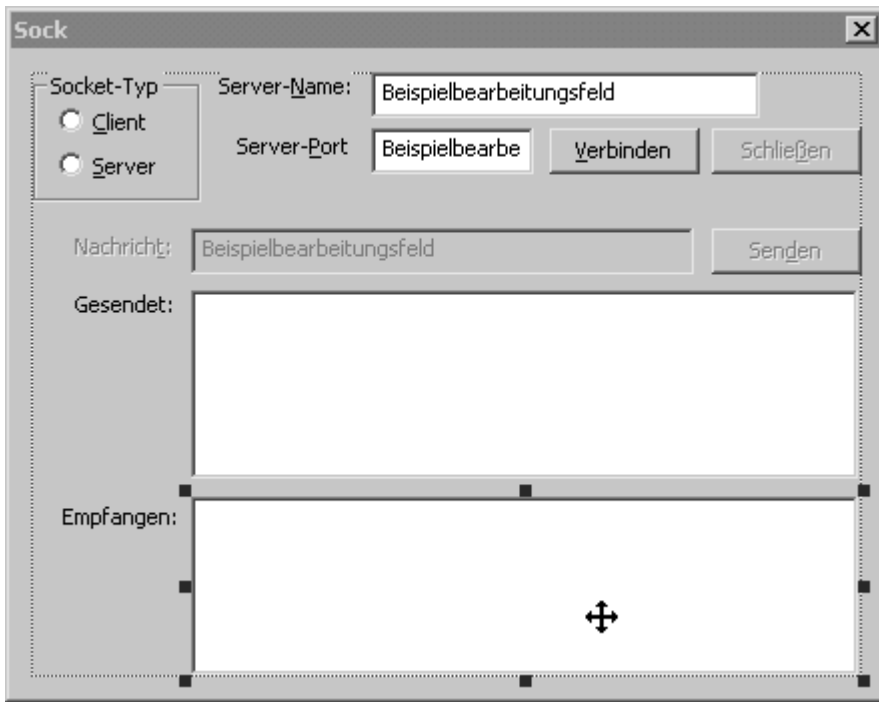 Sock
Socket-Typ
Client
Server
Server-Name:
Beispielbearbeitungsfeld
Server-Port
Beispielbearbe
Verbinden
Schließen
Nachricht:
Beispielbearbeitungsfeld
Senden
Gesendet:
Empfangen: